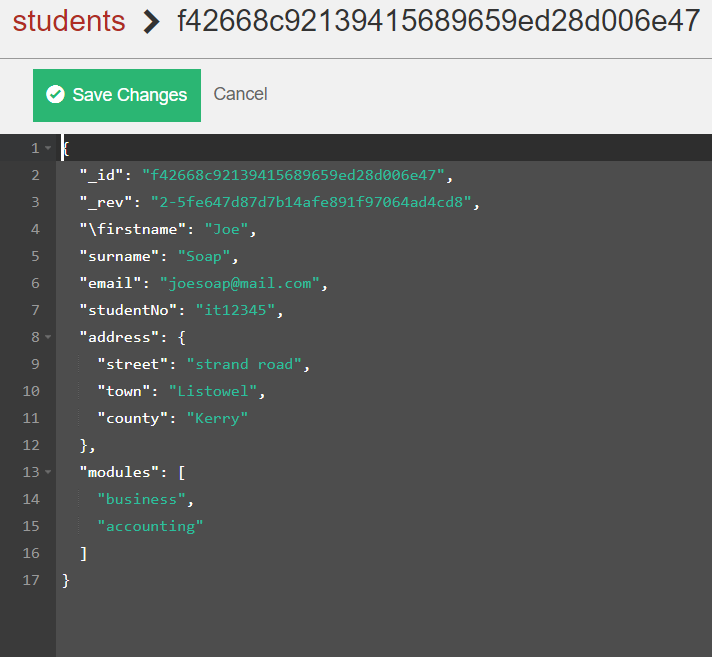 students > f42668c92139415689659ed28d006e47
Save Changes Cancel
1 {
2 "_id": "f42668c92139415689659ed28d006e47",
3 "_rev": "2-5fe647d87d7b14afe891f97064ad4cd8",
4 "\firstname": "Joe",
5 "surname": "Soap",
6 "email": "joesoap@mail.com",
7 "studentNo": "it12345",
8 "address": {
9 "street": "strand road",
10 "town": "Listowel",
11 "county": "Kerry"
12 },
13 "modules": [
14 "business",
15 "accounting"
16 ]
17 }